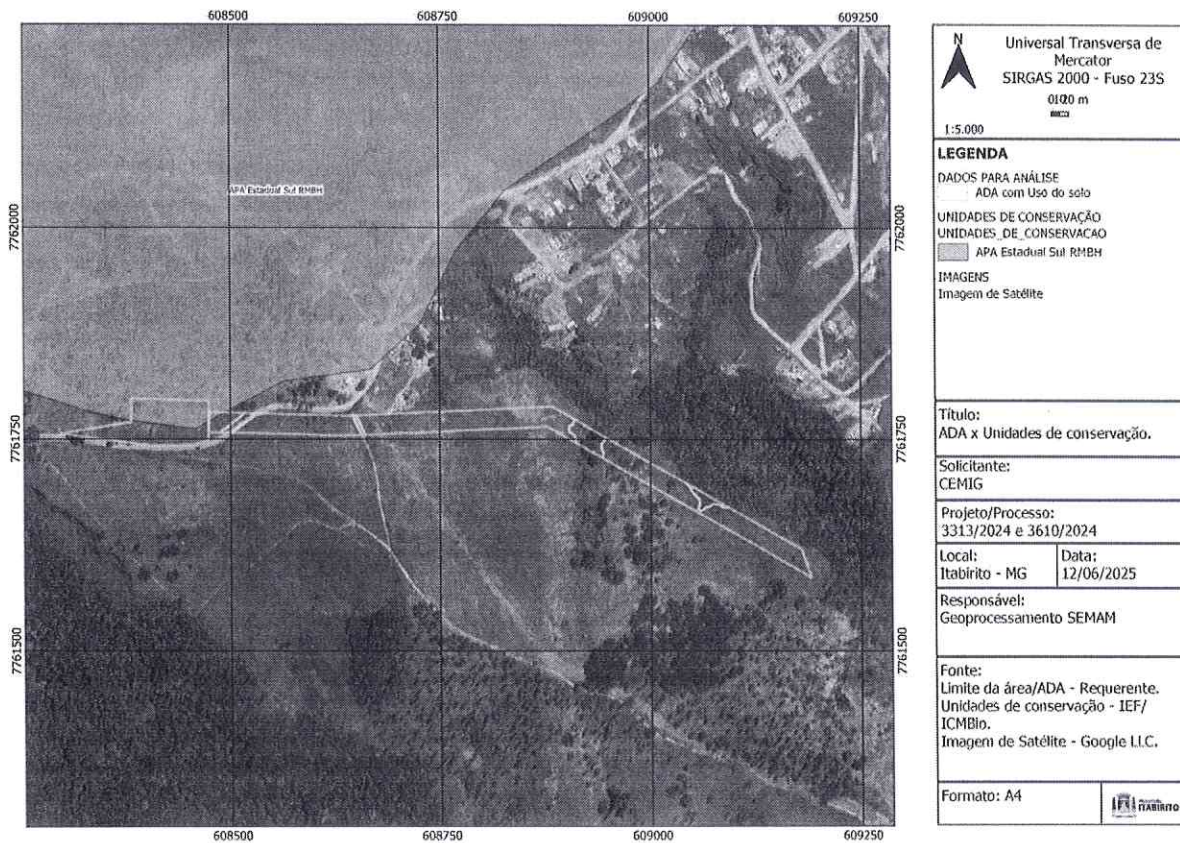 608500
608750
609000
609250
7762000
7761750
7761500
APA Estadual Sul RMBH
7762000
7761750
7761500
608500
608750
609000
609250
N
Universal Transversa de
Mercator
SIRGAS 2000 - Fuso 23S
20 m
1:5.000
LEGENDA
DADOS PARA ANÁLISE
ADA com Uso do solo
UNIDADES DE CONSERVAÇÃO
UNIDADES_DE_CONSERVACAO
APA Estadual Sul RMBH
IMAGENS
Imagem de Satélite
Título:
ADA x Unidades de conservação.
Solicitante:
CEMIG
Projeto/Processo:
3313/2024 e 3610/2024
Local:
Itabirito - MG
Data:
12/06/2025
Responsável:
Geoprocessamento SEMAM
Fonte:
Limite da área/ADA - Requerente.
Unidades de conservação - IEF/
ICMBio.
Imagem de Satélite - Google LLC.
Formato: A4
ITABIRITO